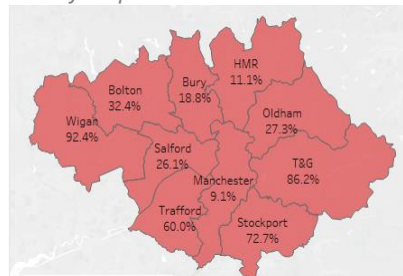 HMR
11.1%
Bury
18.8%
Bolton
32.4%
Oldham
27.3%
Wigan
92.4%
Salford
26.1%
T&G
86.2%
Manchester
9.1%
Trafford
60.0%
Stockport
72.7%